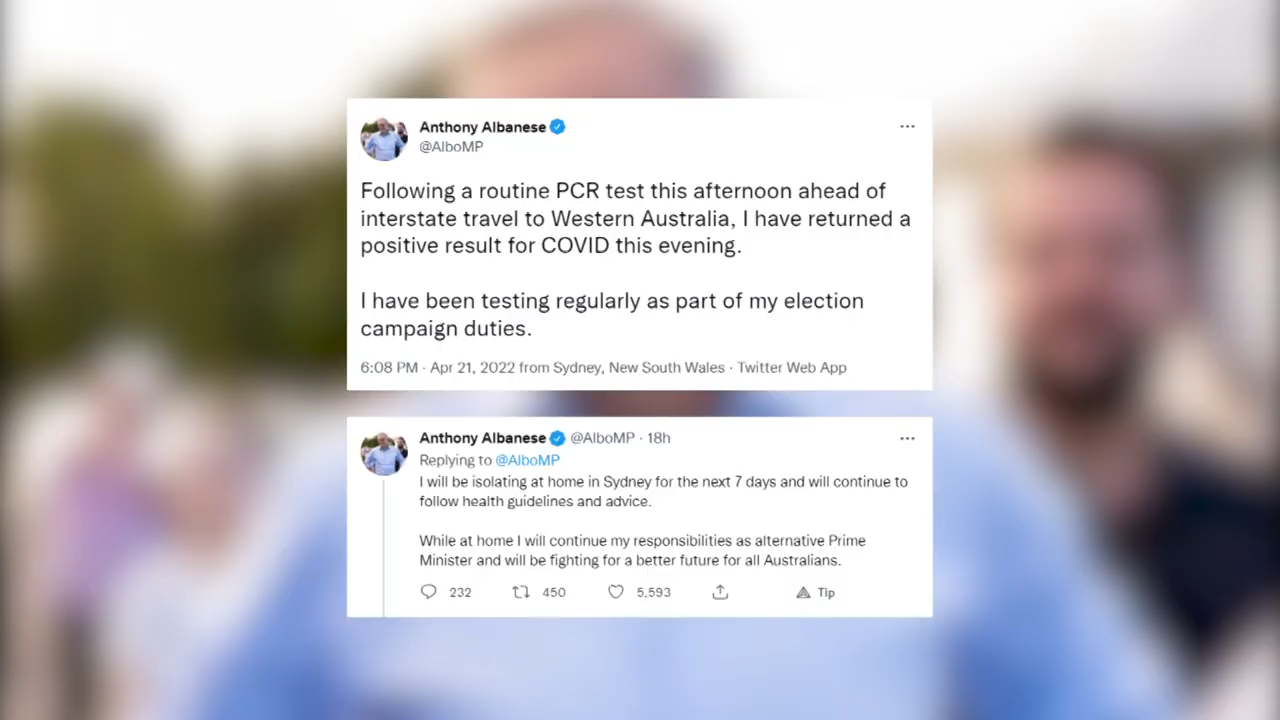 Anthony Albanese
@AlboMP
Following a routine PCR test this afternoon ahead of
interstate travel to Western Australia, I have returned a
positive result for COVID this evening.
I have been testing regularly as part of my election
campaign duties.
6:08 PM · Apr 21, 2022 from Sydney, New South Wales · Twitter Web App
Anthony Albanese @AlboMP · 18h
Replying to @AlboMP
I will be isolating at home in Sydney for the next 7 days and will continue to
follow health guidelines and advice.
While at home I will continue my responsibilities as alternative Prime
Minister and will be fighting for a better future for all Australians.
232 450 5,593 Tip